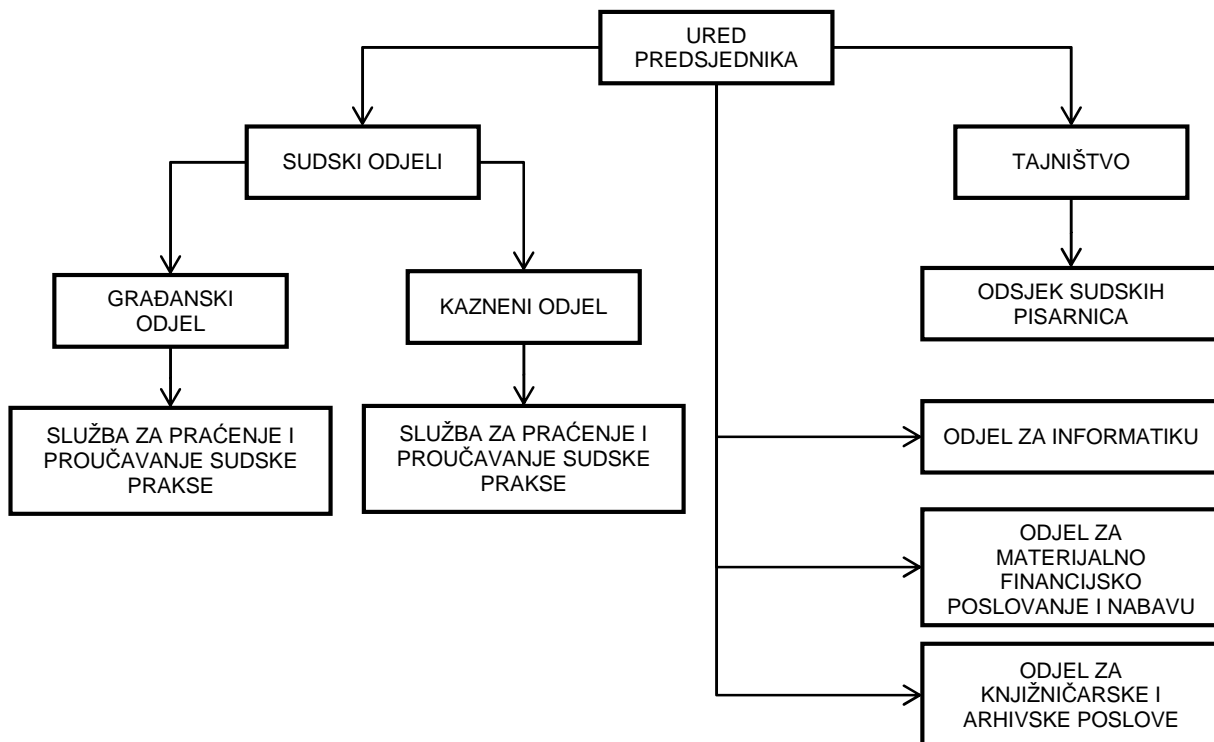 URED
PREDSJEDNIKA
SUDSKI ODJELI
TAJNIŠTVO
GRAĐANSKI
ODJEL
KAZNENI ODJEL
ODSJEK SUDSKIH
PISARNICA
SLUŽBA ZA PRAĆENJE I
PROUČAVANJE SUDSKE
PRAKSE
SLUŽBA ZA PRAĆENJE I
PROUČAVANJE SUDSKE
PRAKSE
ODJEL ZA INFORMATIKU
ODJEL ZA
MATERIJALNO
FINANCIJSKO
POSLOVANJE I NABAVU
ODJEL ZA
KNJIŽNIČARSKE I
ARHIVSKE POSLOVE